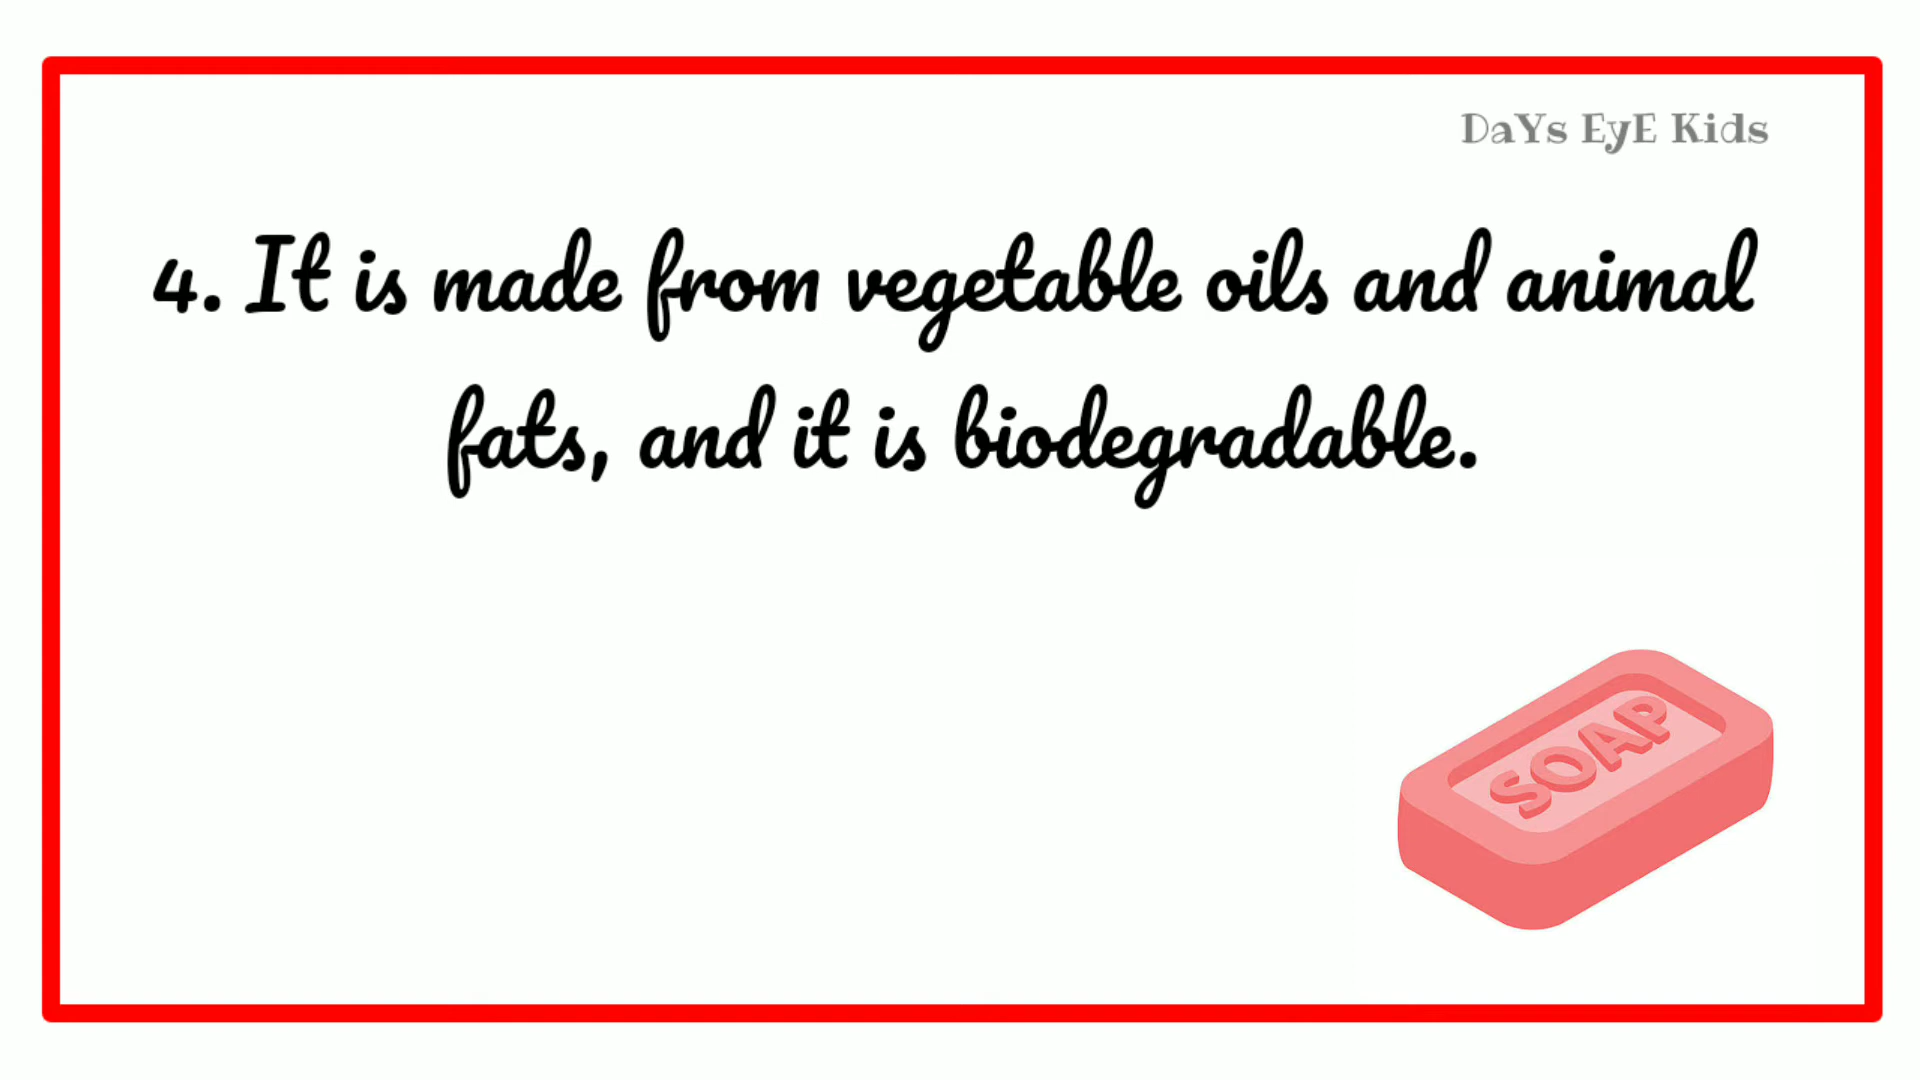 DaYs EyE Kids
4. It is made from vegetable oils and animal
fats, and it is biodegradable.
SOAP